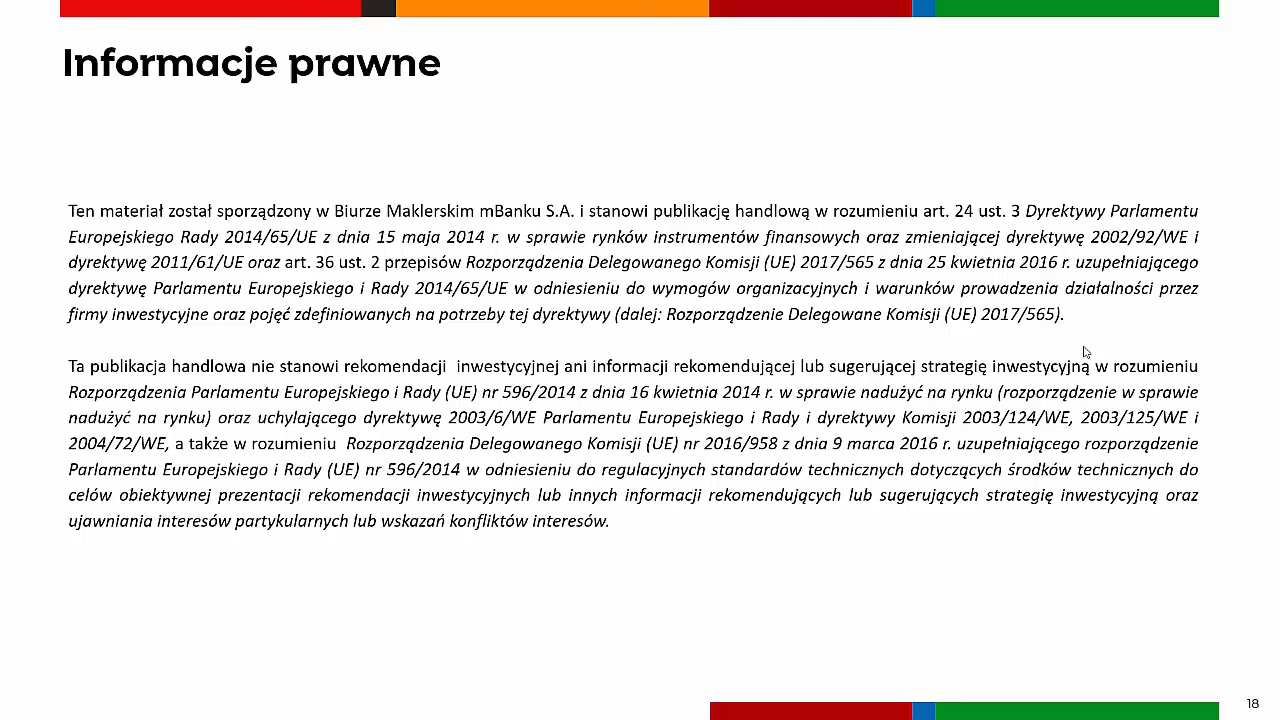 Informacje prawne
Ten materiał został sporządzony w Biurze Maklerskim mBanku S.A. i stanowi publikację handlową w rozumieniu art. 24 ust. 3 Dyrektywy Parlamentu
Europejskiego Rady 2014/65/UE z dnia 15 maja 2014 r. w sprawie rynków instrumentów finansowych oraz zmieniającej dyrektywę 2002/92/WE i
dyrektywę 2011/61/UE oraz art. 36 ust. 2 przepisów Rozporządzenia Delegowanego Komisji (UE) 2017/565 z dnia 25 kwietnia 2016 r. uzupełniającego
dyrektywę Parlamentu Europejskiego i Rady 2014/65/UE w odniesieniu do wymogów organizacyjnych i warunków prowadzenia działalności przez
firmy inwestycyjne oraz pojęć zdefiniowanych na potrzeby tej dyrektywy (dalej: Rozporządzenie Delegowane Komisji (UE) 2017/565).
Ta publikacja handlowa nie stanowi rekomendacji  inwestycyjnej ani informacji rekomendującej lub sugerującej strategię inwestycyjną w rozumieniu
Rozporządzenia Parlamentu Europejskiego i Rady (UE) nr 596/2014 z dnia 16 kwietnia 2014 r. w sprawie nadużyć na rynku (rozporządzenie w sprawie
nadużyć na rynku) oraz uchylającego dyrektywę 2003/6/WE Parlamentu Europejskiego i Rady i dyrektywy Komisji 2003/124/WE, 2003/125/WE i
2004/72/WE, a także w rozumieniu  Rozporządzenia Delegowanego Komisji (UE) nr 2016/958 z dnia 9 marca 2016 r. uzupełniającego rozporządzenie
Parlamentu Europejskiego i Rady (UE) nr 596/2014 w odniesieniu do regulacyjnych standardów technicznych dotyczących środków technicznych do
celów obiektywnej prezentacji rekomendacji inwestycyjnych lub innych informacji rekomendujących lub sugerujących strategię inwestycyjną oraz
ujawniania interesów partykularnych lub wskazań konfliktów interesów.
18